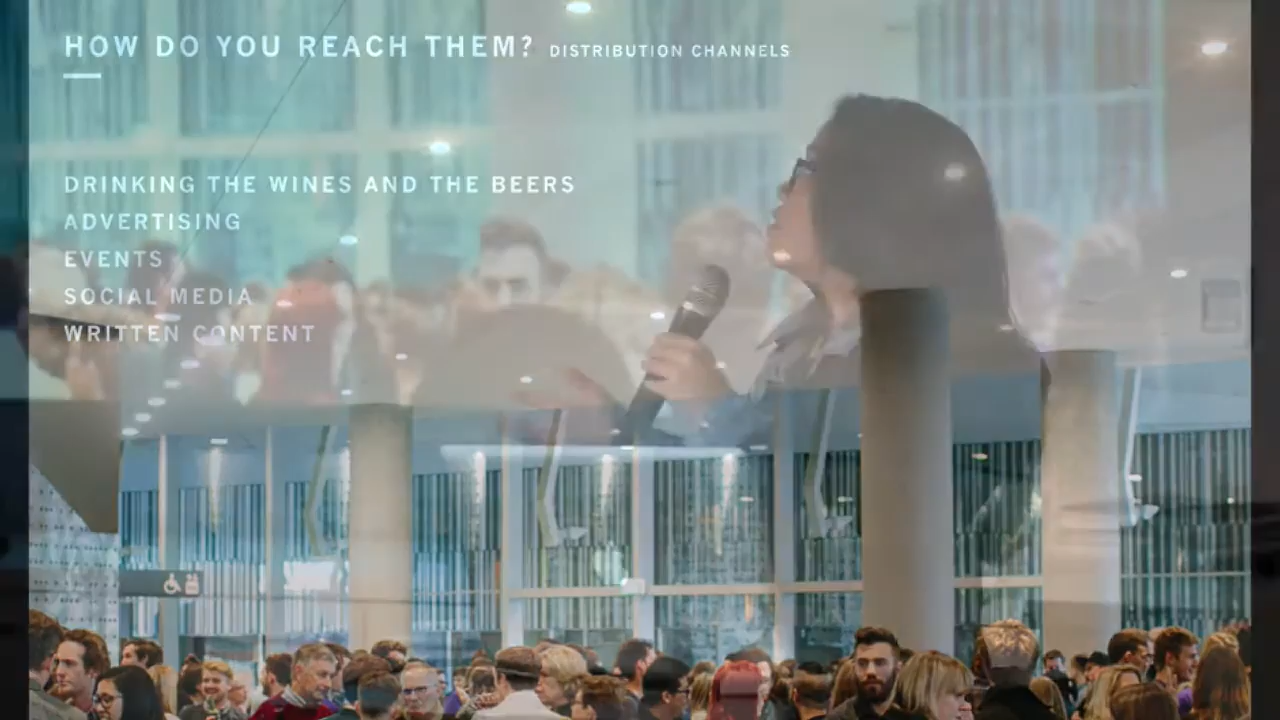 HOW DO YOU REACH THEM? DISTRIBUTION CHANNELS
DRINKING THE WINES AND THE BEERS
ADVERTISING
EVENTS
SOCIAL MEDIA
WRITTEN CONTENT